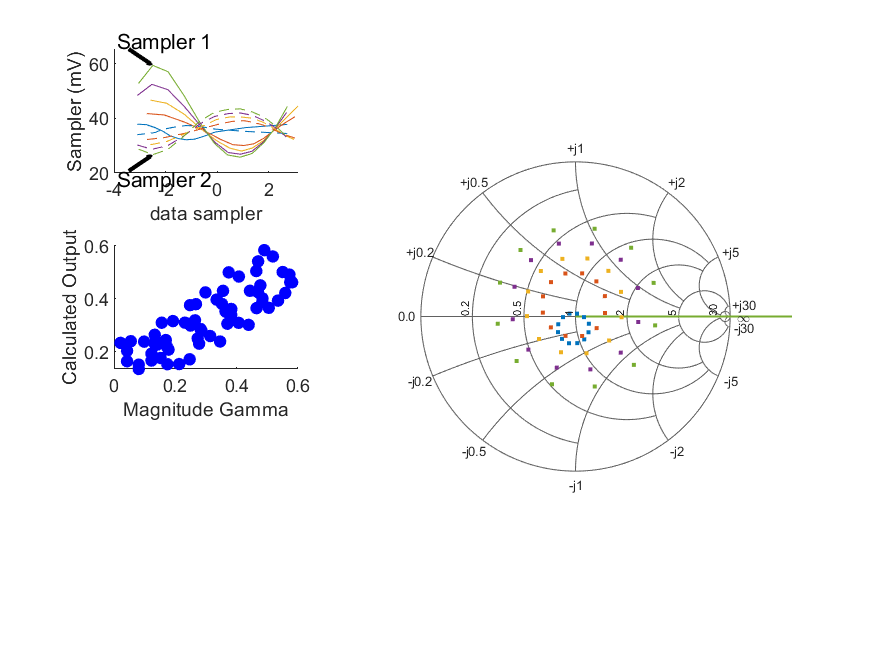 Sampler 1
Sampler (mV)
60
40
20
Sampler 2
-4
-2
0
2
data sampler
Calculated Output
0.6
0.4
0.2
0
0.2
0.4
0.6
Magnitude Gamma
+j1
+j0.5
+j2
+j0.2
+j5
0.0
0.2
0.5
1
2
5
30
+j30
∞
-j30
-j0.2
-j5
-j0.5
-j2
-j1